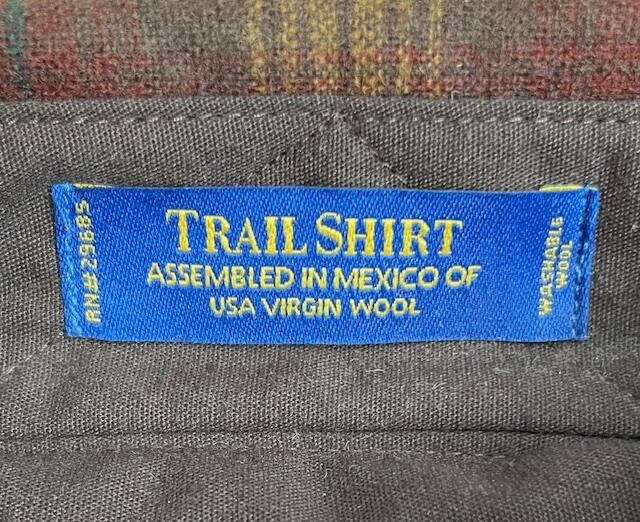 RN# 29685
TRAIL SHIRT
ASSEMBLED IN MEXICO OF
USA VIRGIN WOOL
WASHABLE
WOOL